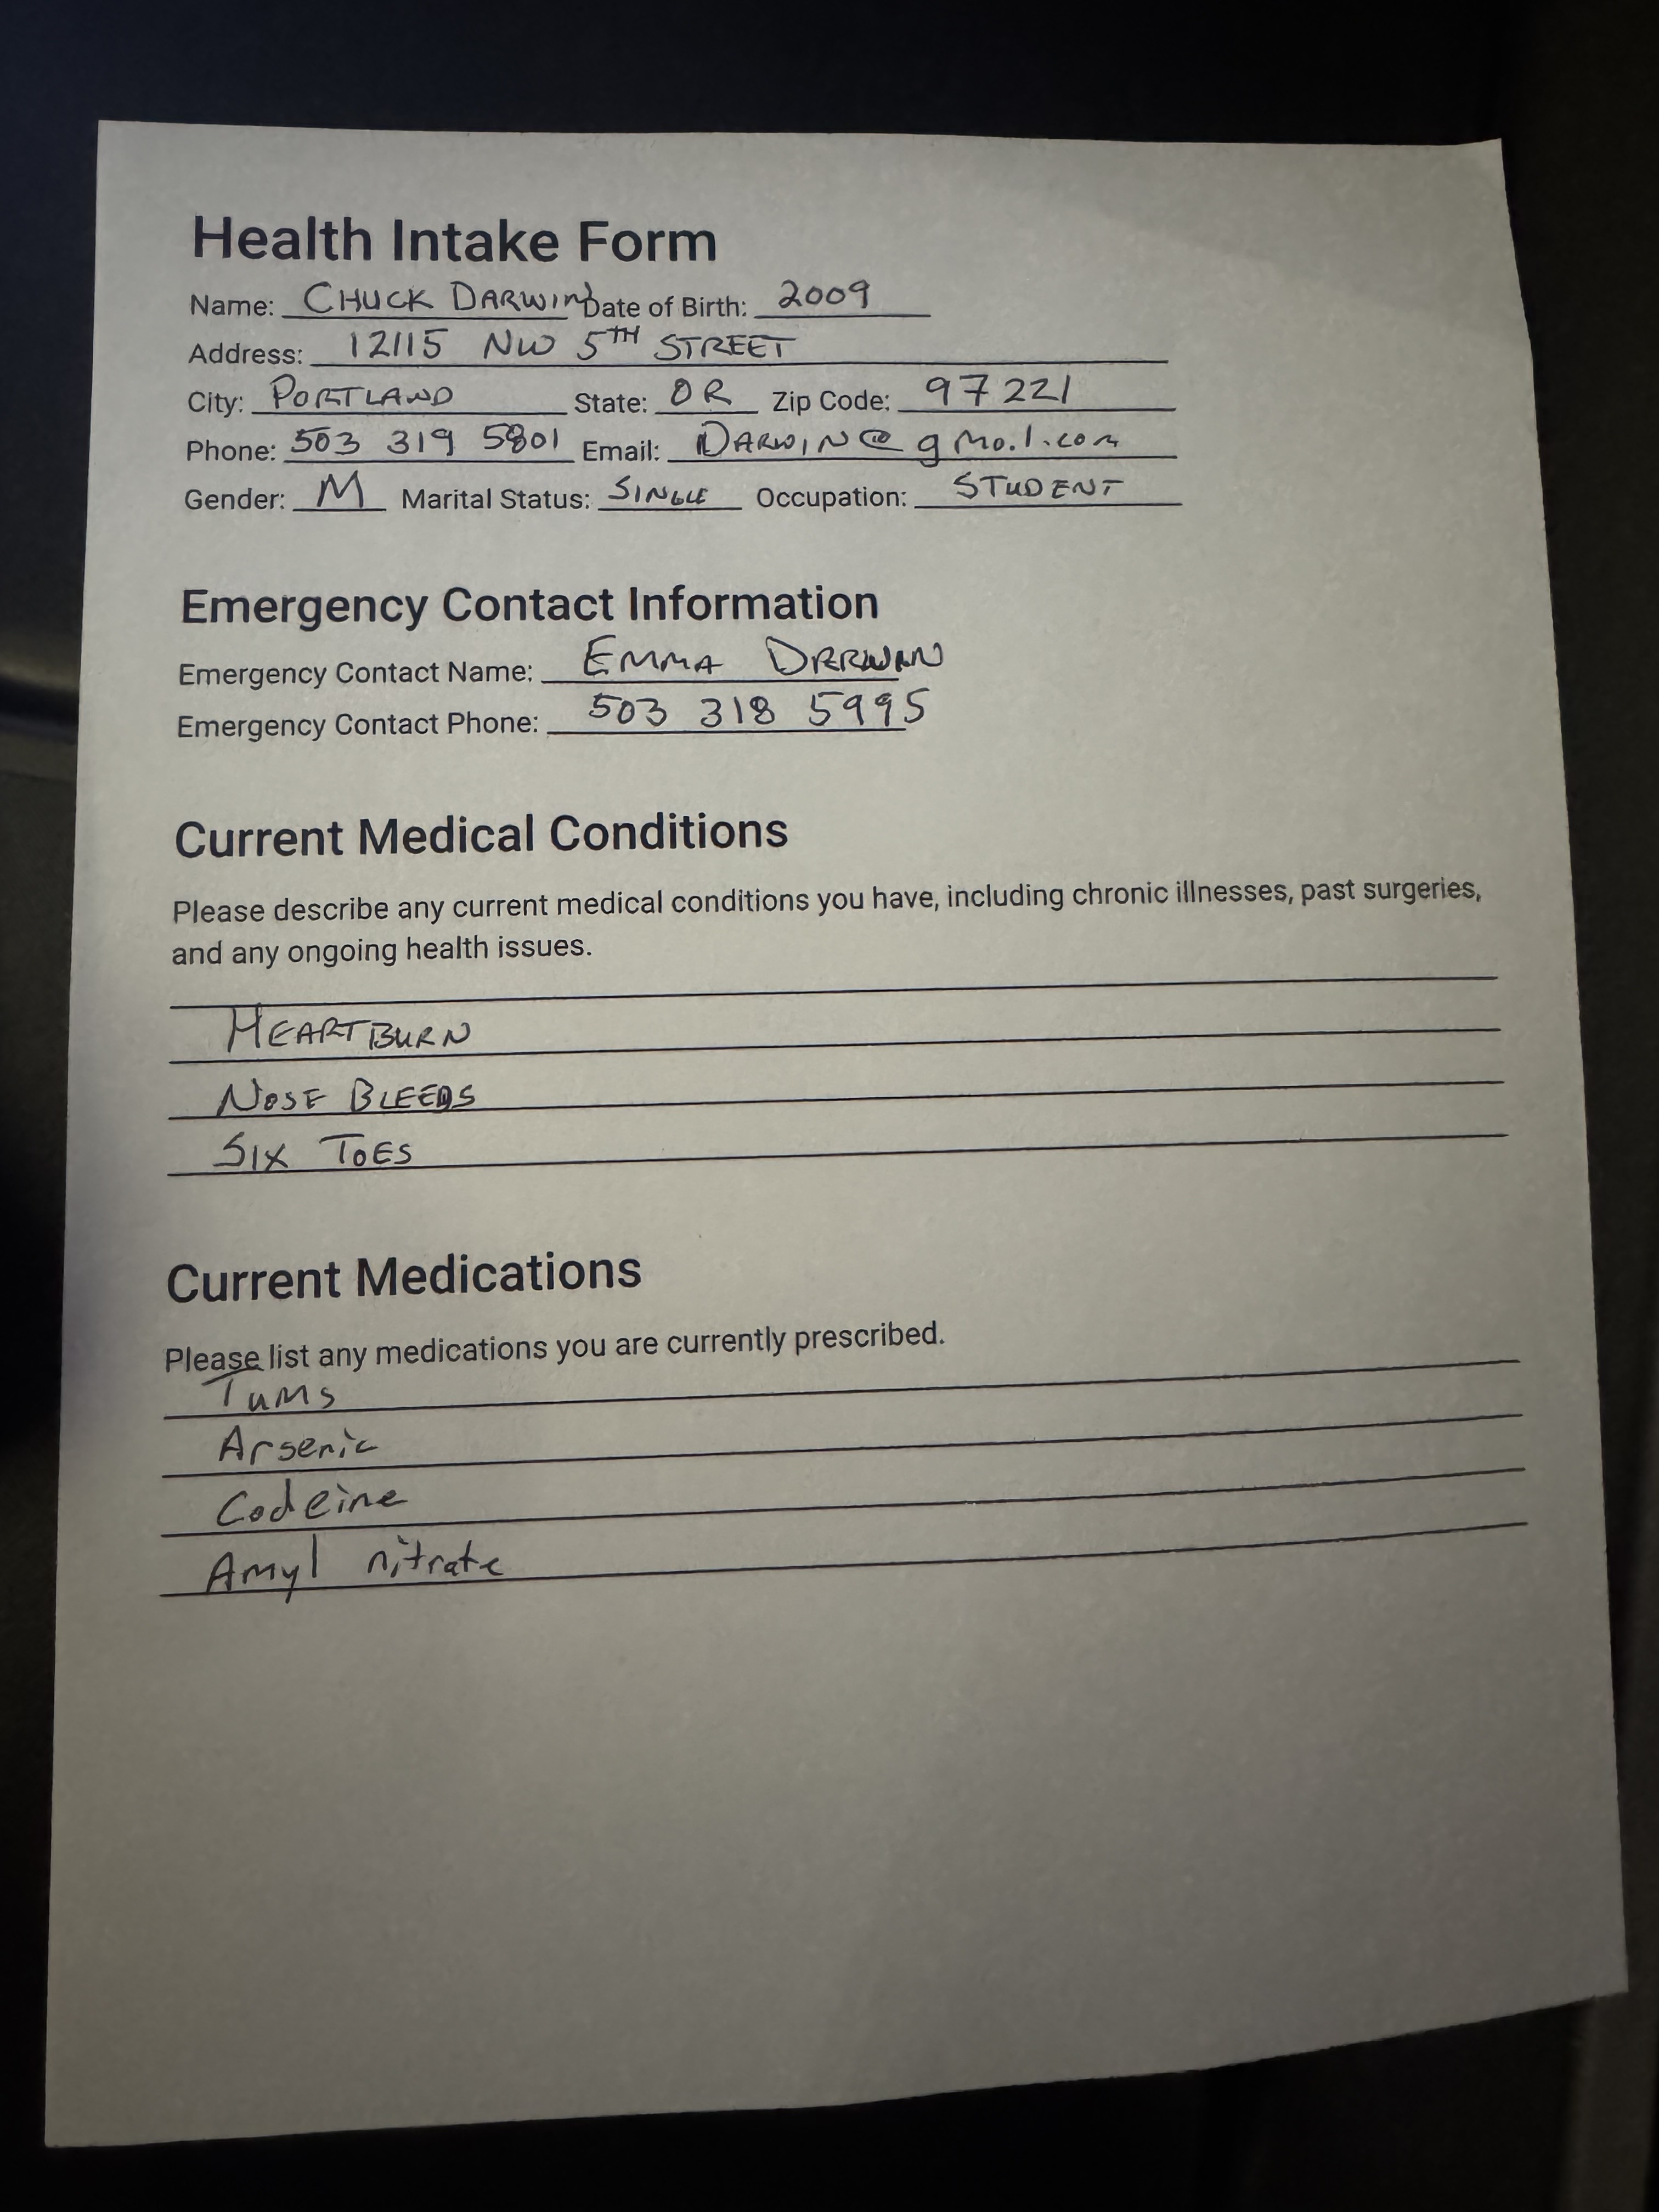 Health Intake Form
Name: CHUCK DARWIN Date of Birth: 2009
Address: 12115 NW 5TH STREET
City: PORTLAND State: OR Zip Code: 97221
Phone: 503 319 5801 Email: DARWIN@gmail.com
Gender: M Marital Status: SINGLE Occupation: STUDENT
Emergency Contact Information
Emergency Contact Name: EMMA DARWIN
Emergency Contact Phone: 503 318 5995
Current Medical Conditions
Please describe any current medical conditions you have, including chronic illnesses, past surgeries,
and any ongoing health issues.
HEARTBURN
NOSE BLEEDS
SIX TOES
Current Medications
Please list any medications you are currently prescribed.
Tums
Arsenic
Codeine
Amyl nitrate